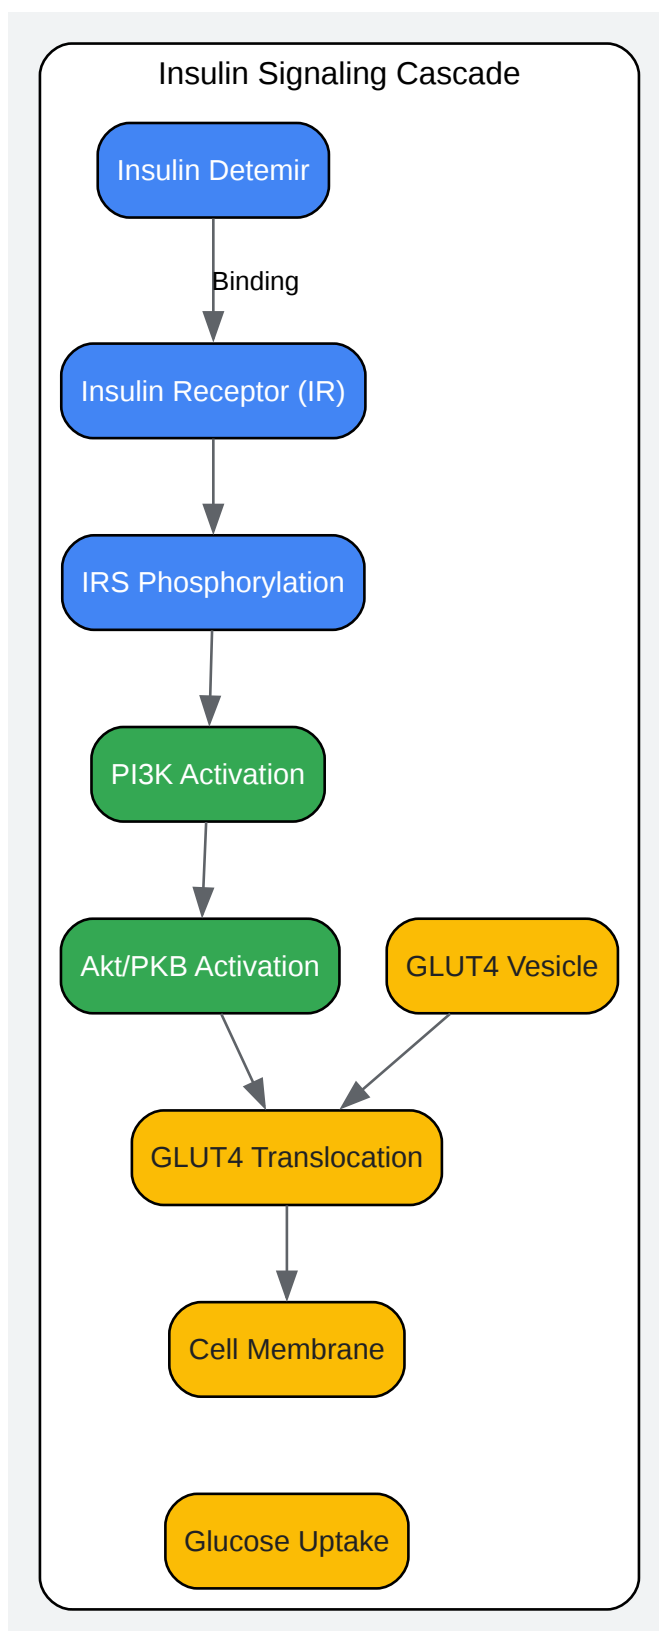 Insulin Signaling Cascade
Insulin Detemir
Binding
Insulin Receptor (IR)
IRS Phosphorylation
PI3K Activation
Akt/PKB Activation
GLUT4 Vesicle
GLUT4 Translocation
Cell Membrane
Glucose Uptake